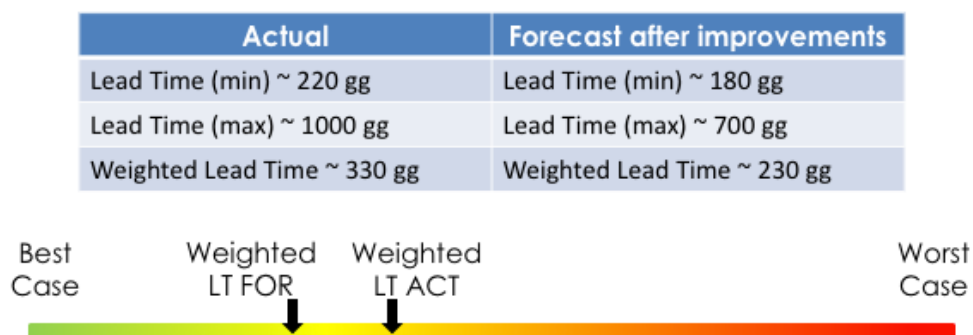 Actual Forecast after improvements
Lead Time (min) ~ 220 gg Lead Time (min) ~ 180 gg
Lead Time (max) ~ 1000 gg Lead Time (max) ~ 700 gg
Weighted Lead Time ~ 330 gg Weighted Lead Time ~ 230 gg
Best Weighted Weighted Worst
Case LT FOR LT ACT Case